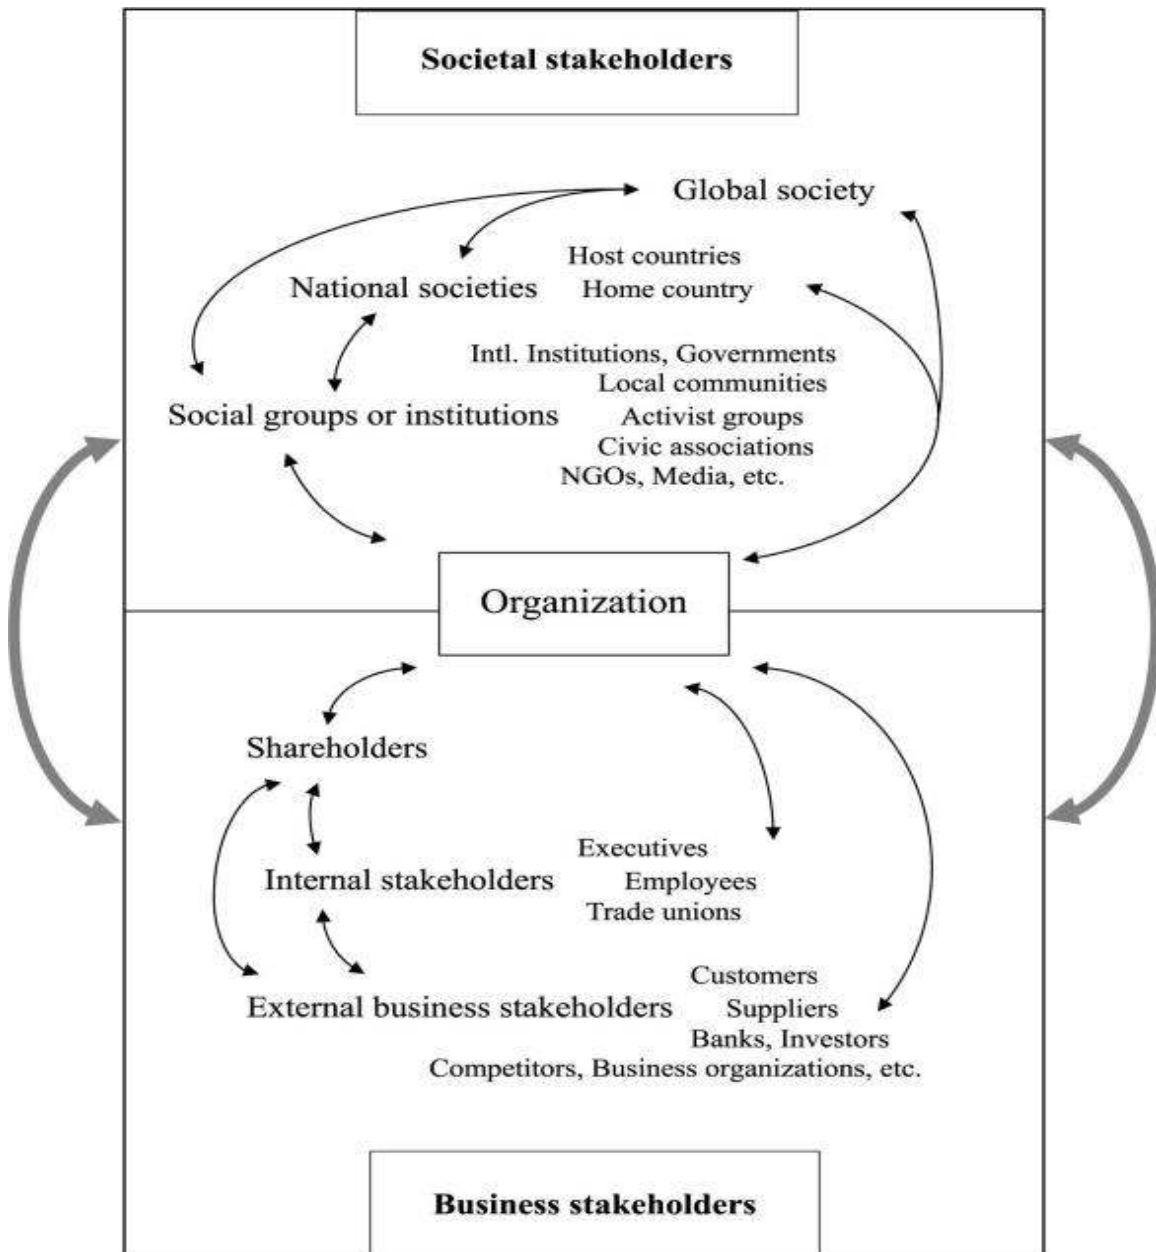 Societal stakeholders
Global society
Host countries
National societies
Home country
Intl. Institutions, Governments
Local communities
Social groups or institutions
Activist groups
Civic associations
NGOs, Media, etc.
Organization
Shareholders
Executives
Internal stakeholders
Employees
Trade unions
Customers
External business stakeholders
Suppliers
Banks, Investors
Competitors, Business organizations, etc.
Business stakeholders